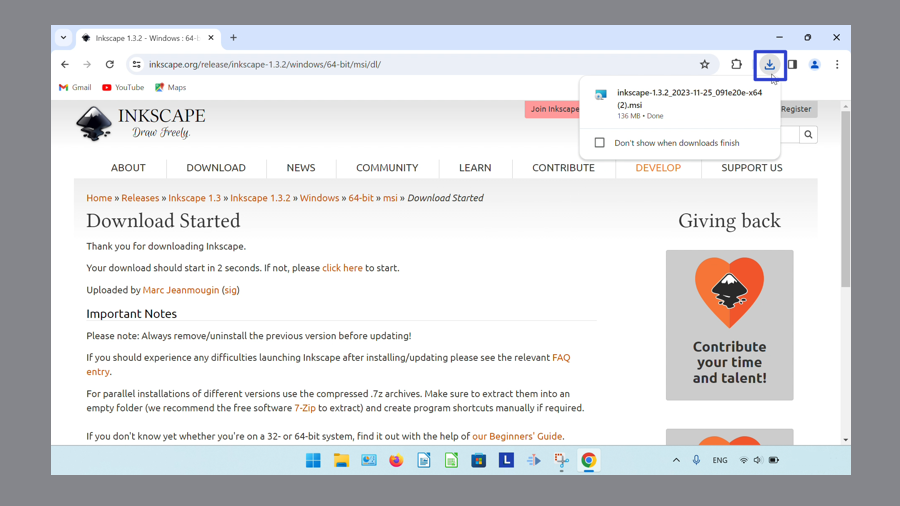 Inkscape 1.3.2 - Windows : 64-b
inkscape.org/release/inkscape-1.3.2/windows/64-bit/msi/dl/
Gmail
YouTube
Maps
inkscape-1.3.2_2023-11-25_091e20e-x64
(2).msi
136 MB • Done
Don't show when downloads finish
INKSCAPE
Draw Freely.
Join Inkscape
Register
ABOUT
DOWNLOAD
NEWS
COMMUNITY
LEARN
CONTRIBUTE
DEVELOP
SUPPORT US
Home » Releases » Inkscape 1.3 » Inkscape 1.3.2 » Windows » 64-bit » msi » Download Started
Download Started
Thank you for downloading Inkscape.
Your download should start in 2 seconds. If not, please click here to start.
Uploaded by Marc Jeanmougin (sig)
Important Notes
Please note: Always remove/uninstall the previous version before updating!
If you should experience any difficulties launching Inkscape after installing/updating please see the relevant FAQ
entry.
For parallel installations of different versions use the compressed .7z archives. Make sure to extract them into an
empty folder (we recommend the free software 7-Zip to extract) and create program shortcuts manually if required.
If you don't know yet whether you're on a 32- or 64-bit system, find it out with the help of our Beginners' Guide.
Giving back
Contribute
your time
and talent!
L
ENG